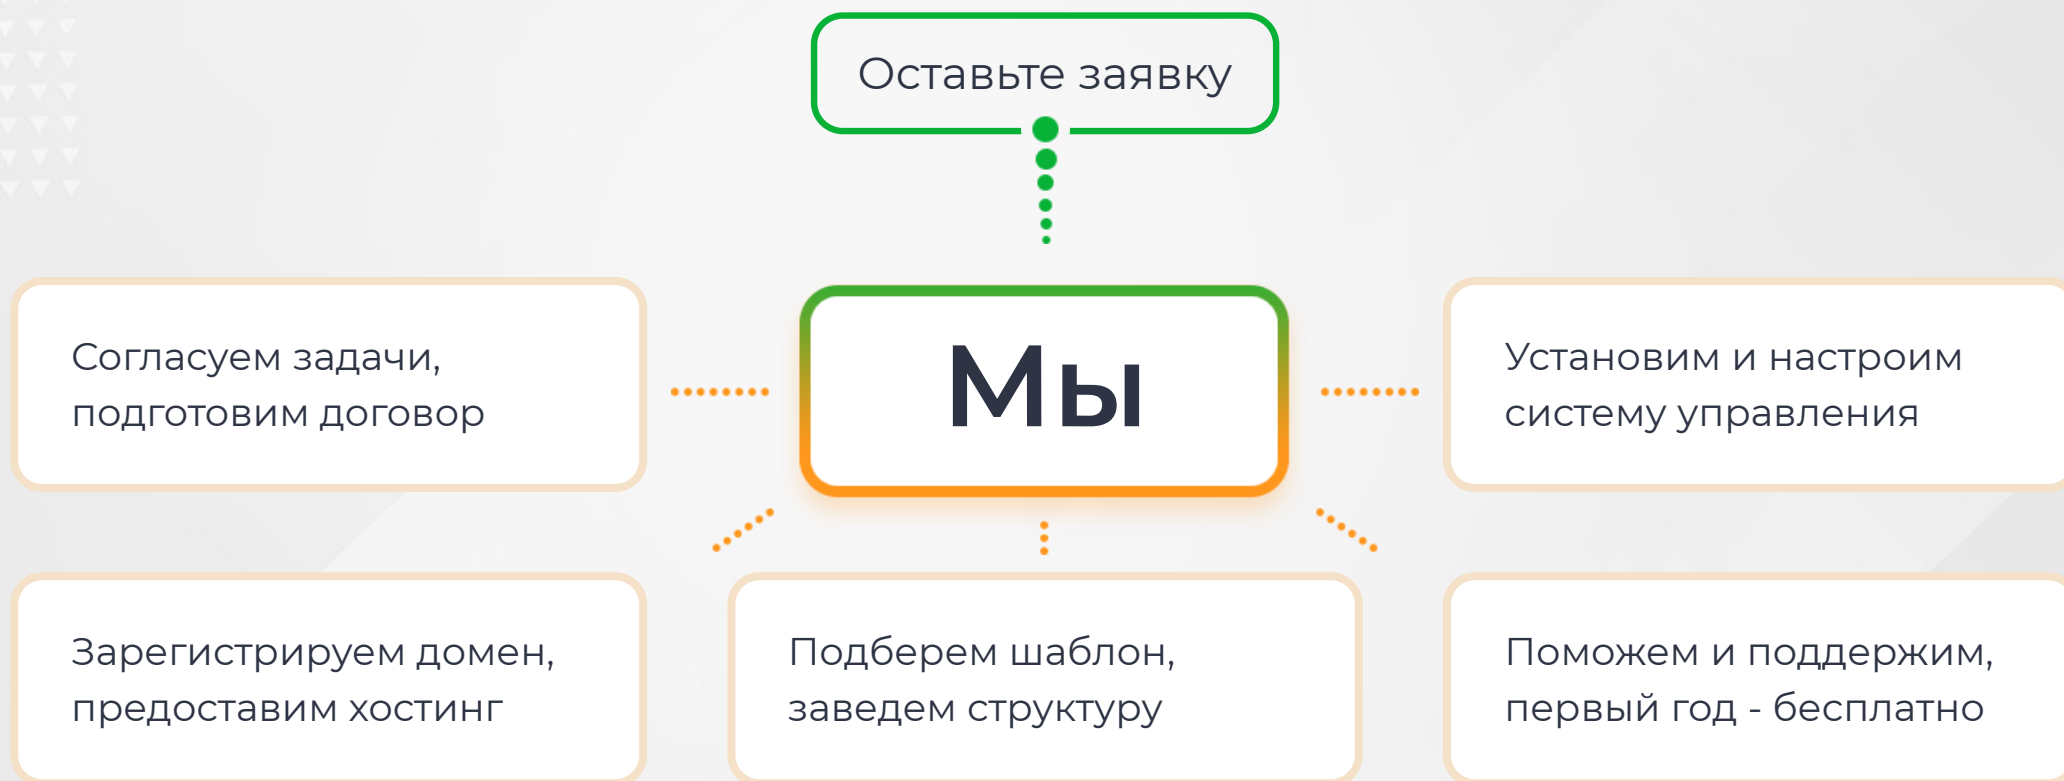 Оставьте заявку
Согласуем задачи,
подготовим договор
Мы
Установим и настроим
систему управления
Зарегистрируем домен,
предоставим хостинг
Подберем шаблон,
заведем структуру
Поможем и поддержим,
первый год - бесплатно